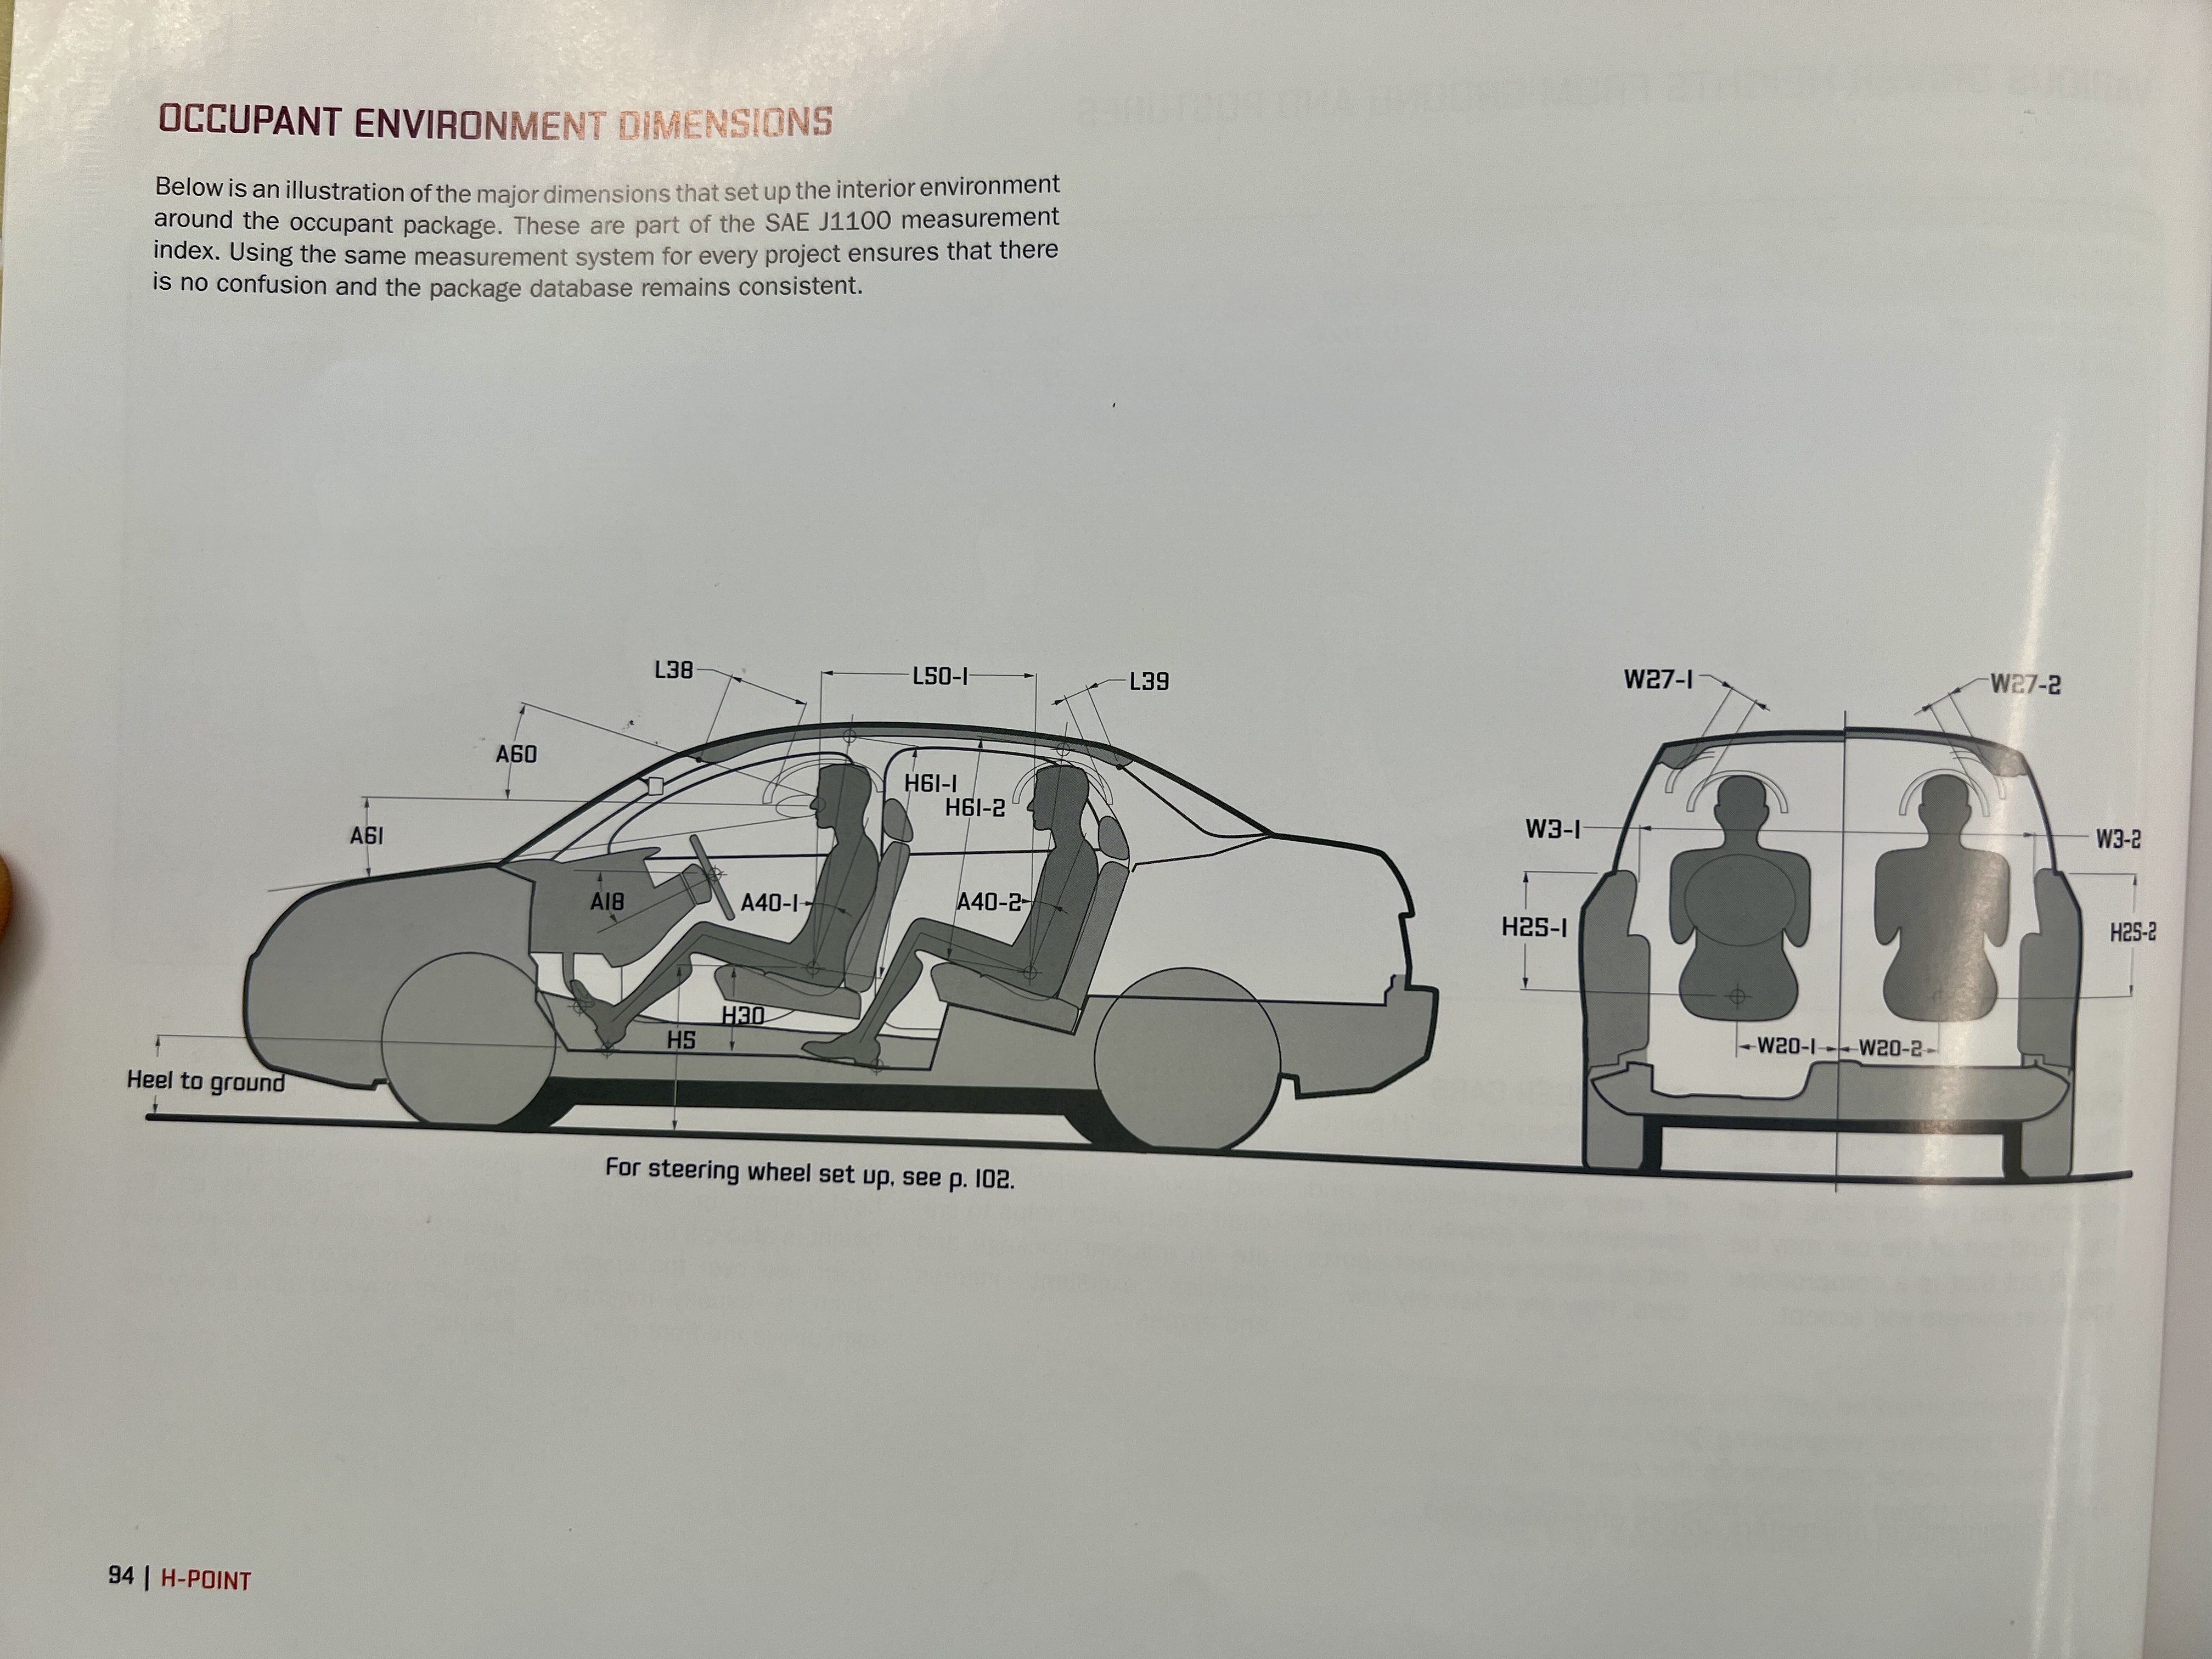 OCCUPANT ENVIRONMENT DIMENSIONS
Below is an illustration of the major dimensions that set up the interior environment
around the occupant package. These are part of the SAE J1100 measurement
index. Using the same measurement system for every project ensures that there
is no confusion and the package database remains consistent.
L38
L50-1
L39
A60
H61-1
H61-2
A61
A18
A40-1
A40-2
H30
H5
Heel to ground
For steering wheel set up, see p. 102.
W27-1
W27-2
W3-1
W3-2
H25-1
H25-2
W20-1
W20-2
94 | H-POINT